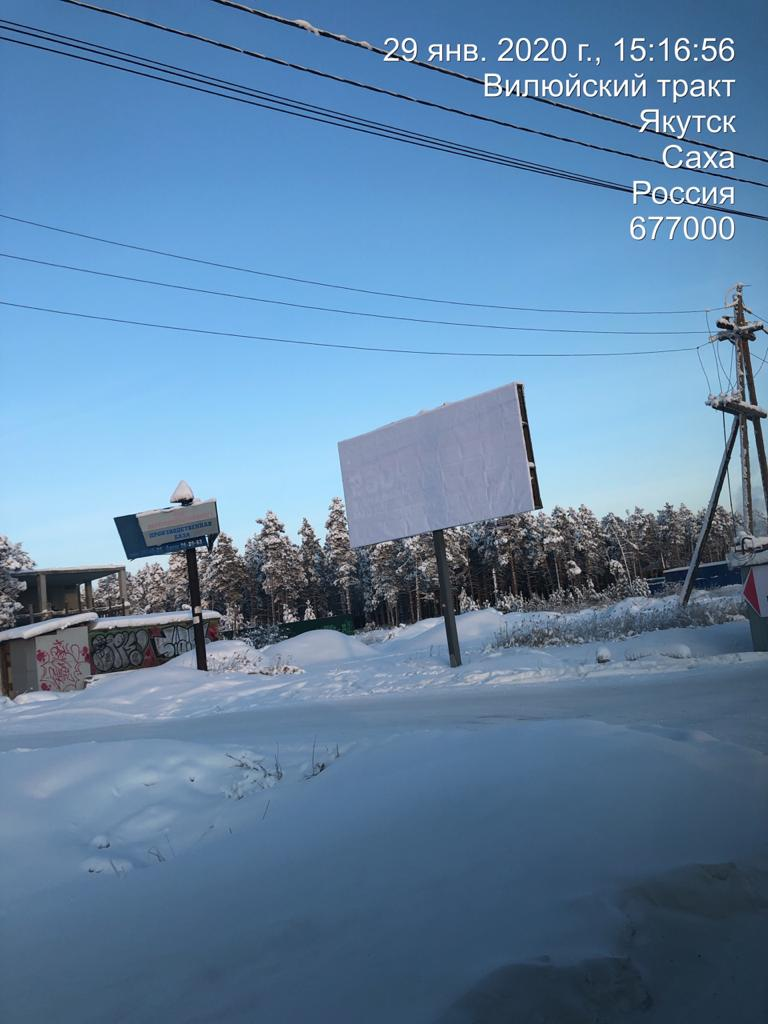 29 янв. 2020 г., 15:16:56
Вилюйский тракт
Якутск
Саха
Россия
677000
ПРОИЗВОДСТВЕННАЯ
БАЗА